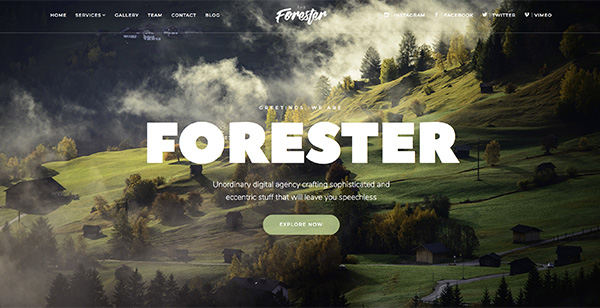 HOME SERVICES GALLERY TEAM CONTACT BLOG
Forester
INSTAGRAM FACEBOOK TWITTER VIMEO
GREETINGS, WE ARE
FORESTER
Unordinary digital agency crafting sophisticated and
eccentric stuff that will leave you speechless
EXPLORE NOW